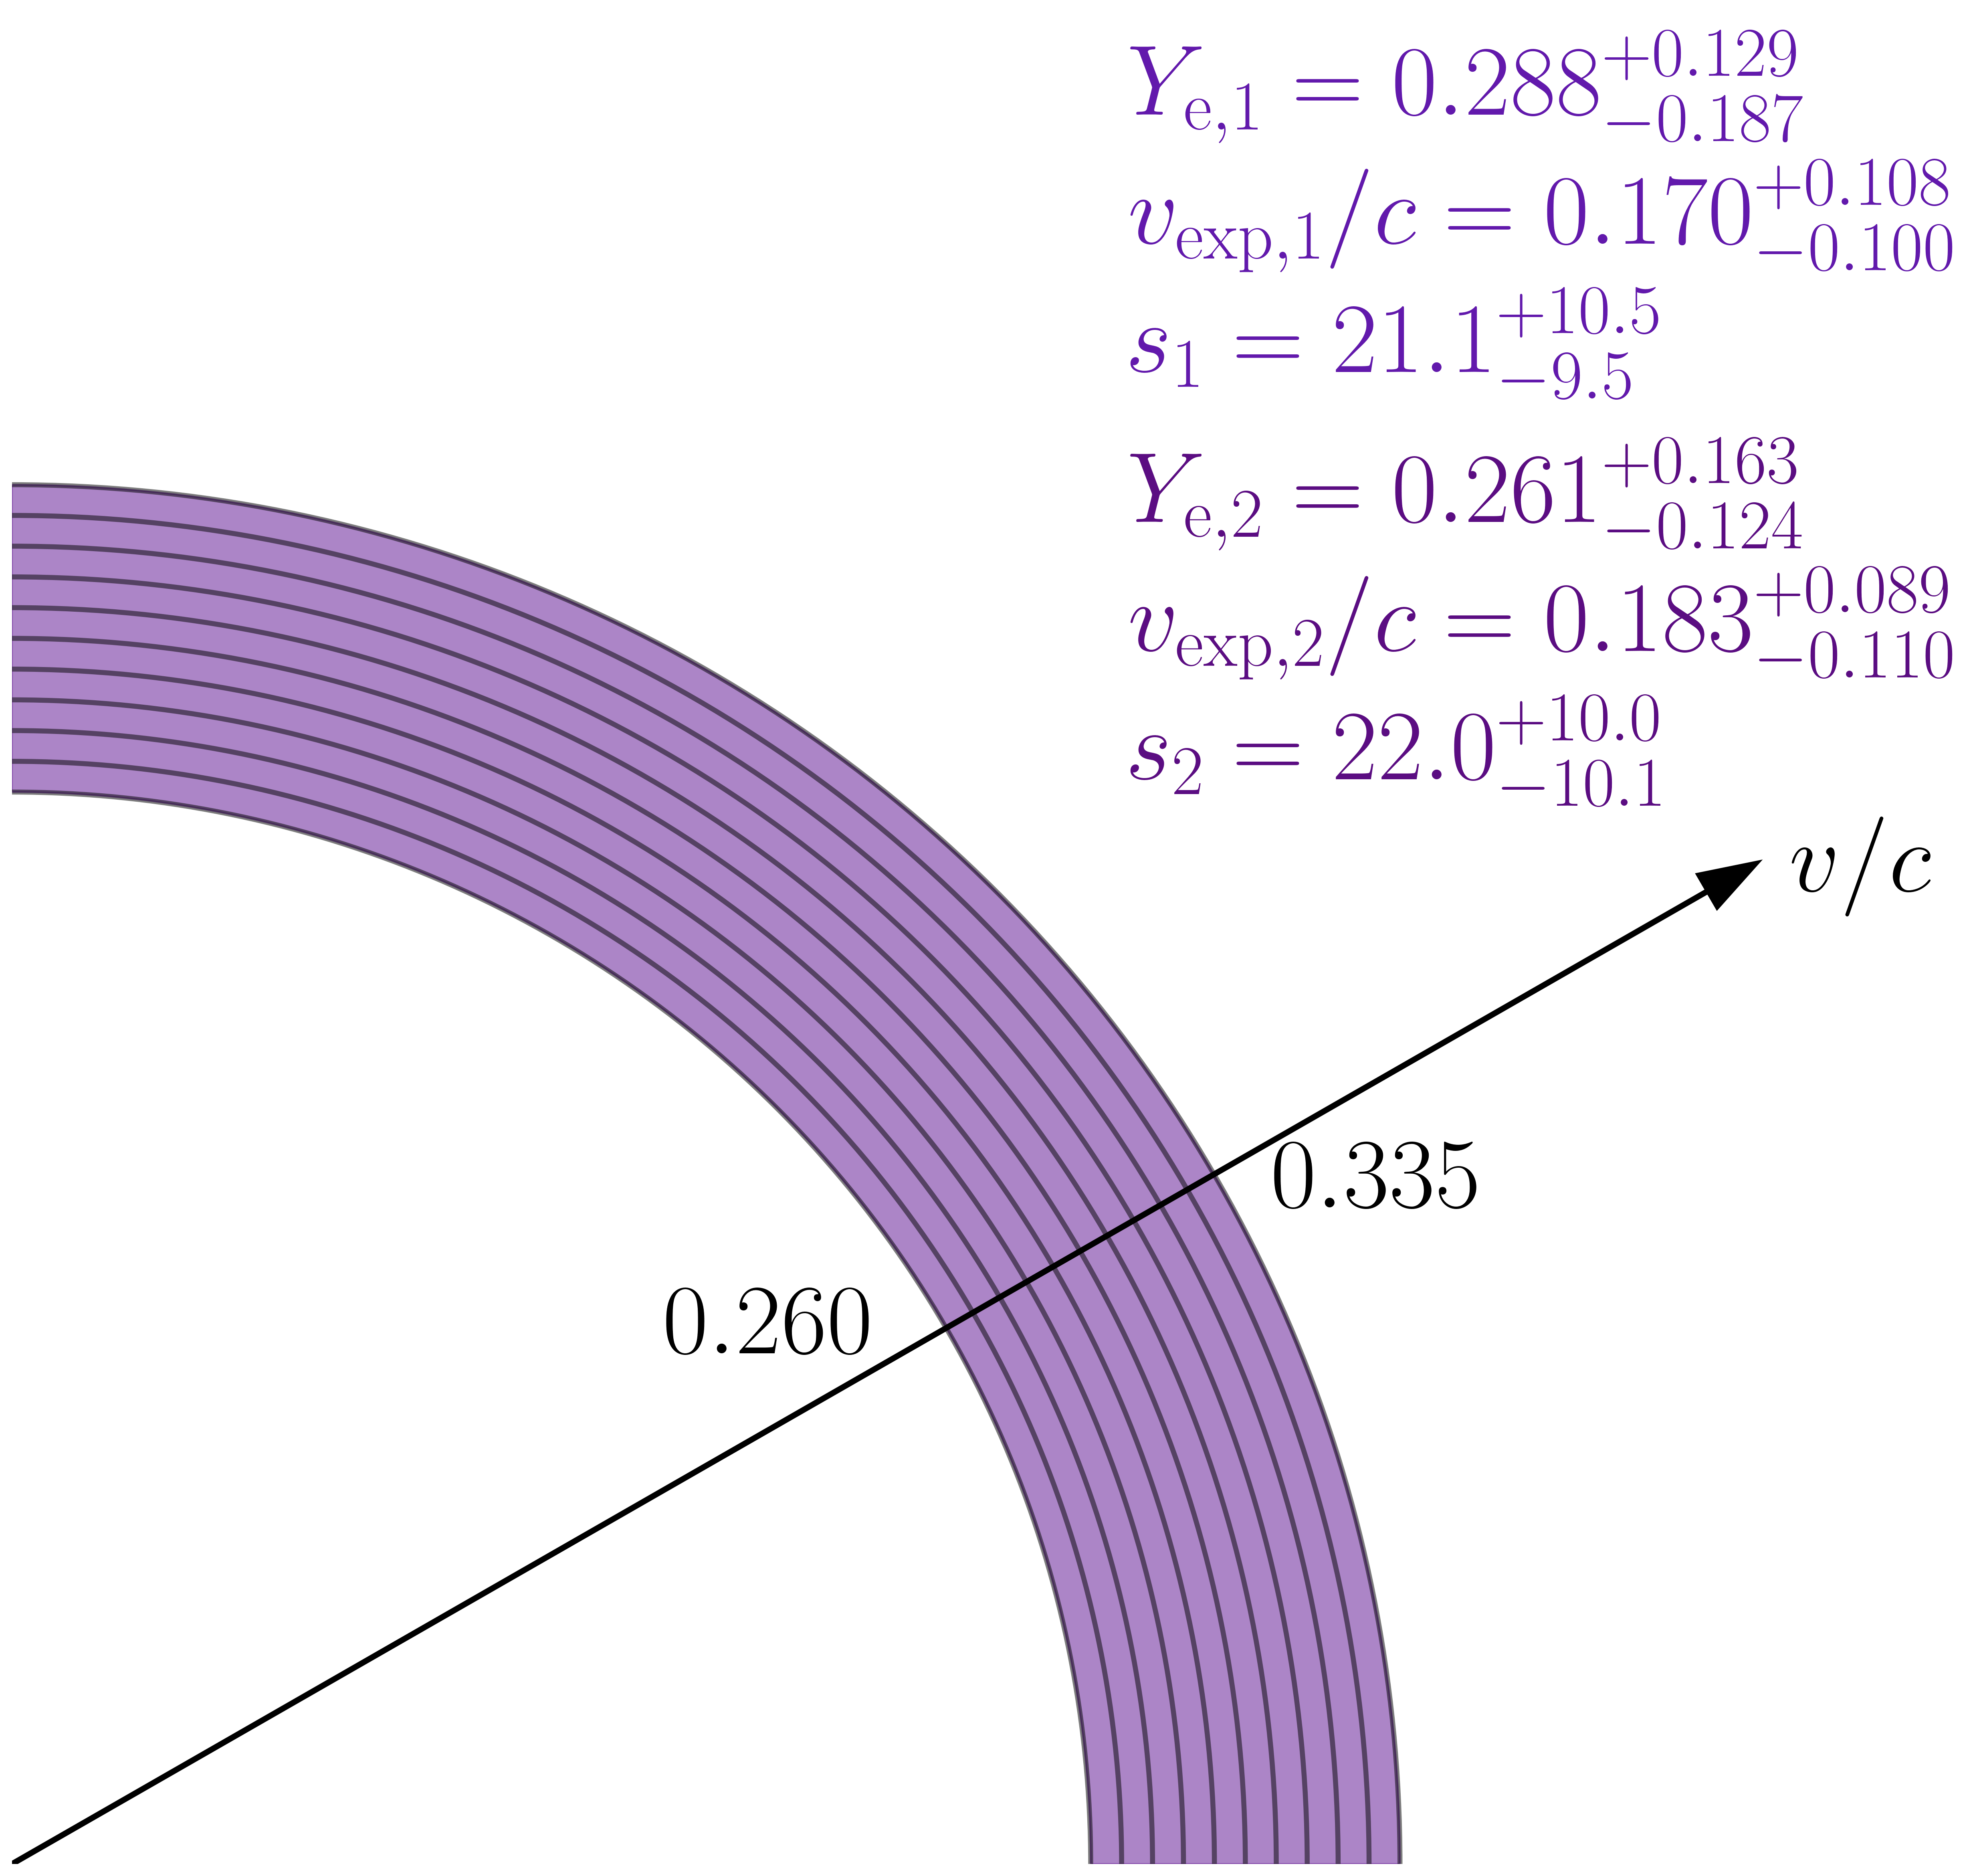 Y_{e,1} = 0.288^{+0.129}_{-0.187}
v_{exp,1}/c = 0.170^{+0.108}_{-0.100}
s_1 = 21.1^{+10.5}_{-9.5}
Y_{e,2} = 0.261^{+0.163}_{-0.124}
v_{exp,2}/c = 0.183^{+0.089}_{-0.110}
s_2 = 22.0^{+10.0}_{-10.1}
v/c
0.335
0.260